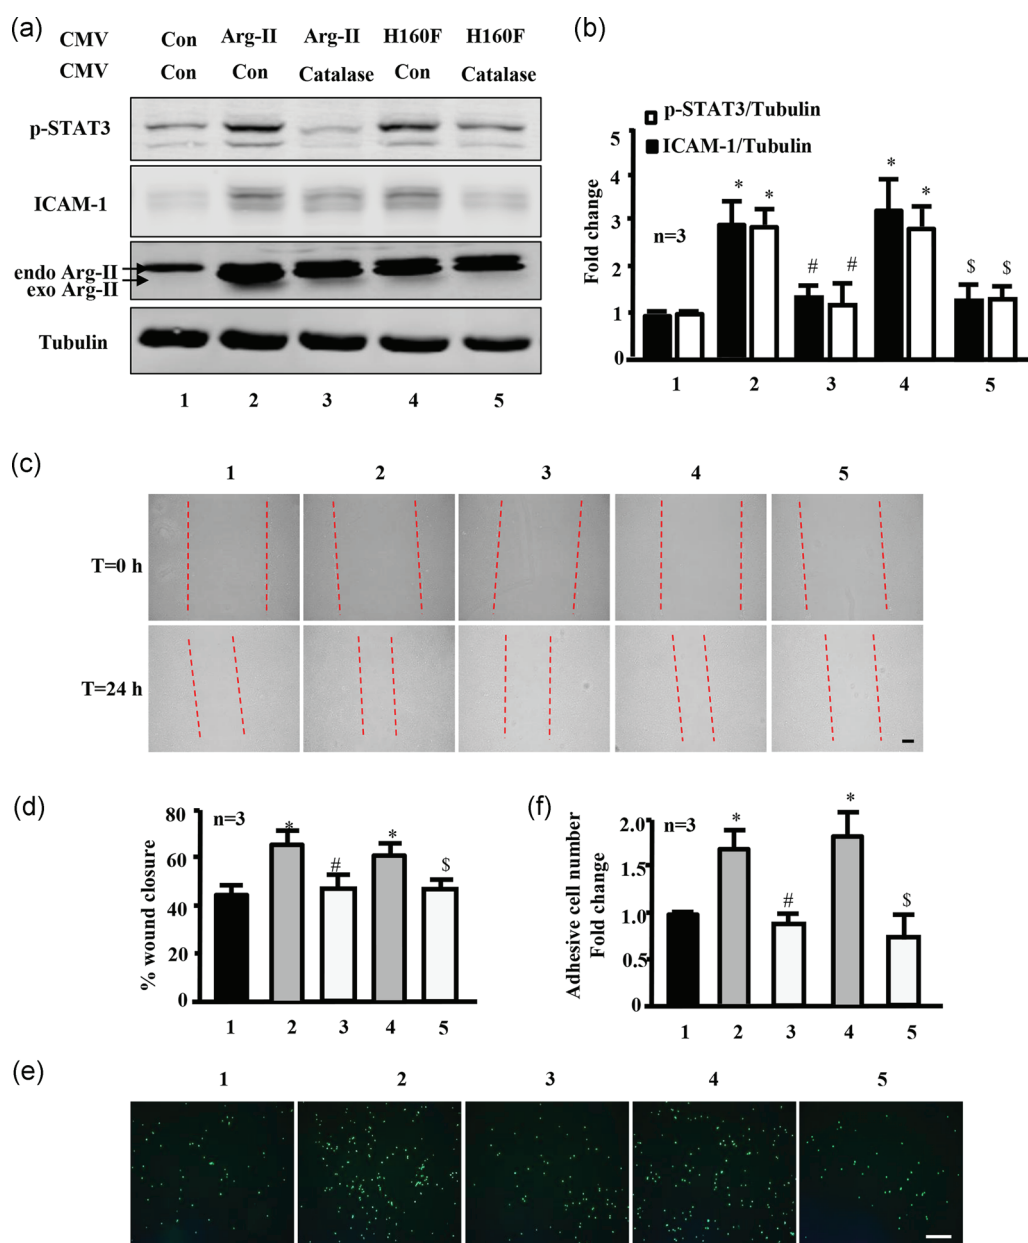 (a)
CMV Con Arg-II Arg-II H160F H160F
CMV Con Con Catalase Con Catalase
p-STAT3
ICAM-1
endo Arg-II
exo Arg-II
Tubulin
1 2 3 4 5
(b)
p-STAT3/Tubulin
ICAM-1/Tubulin
Fold change
5
4
3
2
1
0
n=3
* * # # * * $ $
1 2 3 4 5
(c)
1 2 3 4 5
T=0 h
T=24 h
(d)
% wound closure
80
60
40
20
0
n=3
* # * $
1 2 3 4 5
(f)
Adhesive cell number
Fold change
2.0
1.5
1.0
0.5
0
n=3
* # * $
1 2 3 4 5
(e)
1 2 3 4 5